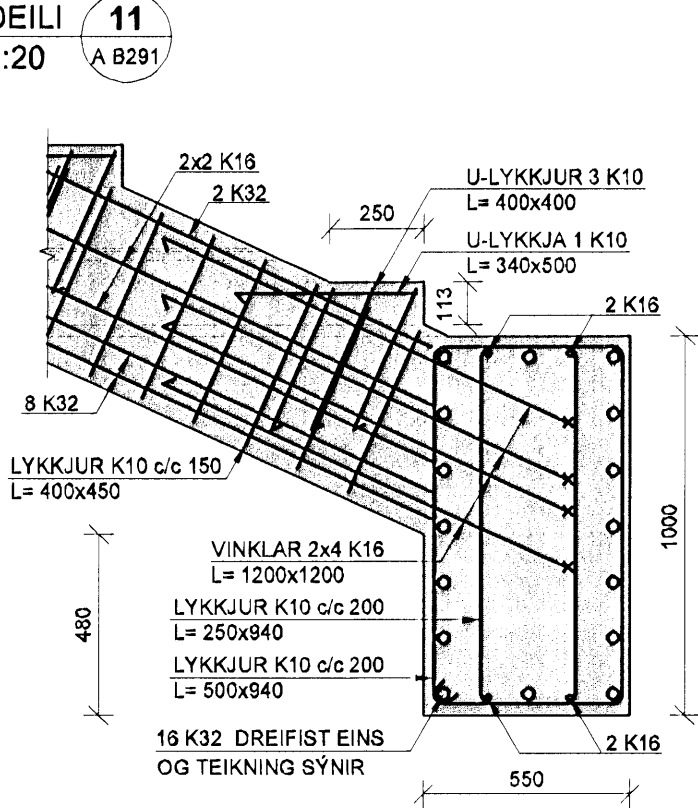 DEILI
:20
11
A B291
2x2 K16
2 K32
250
U-LYKKJUR 3 K10
L= 400x400
U-LYKKJA 1 K10
L= 340x500
113
2 K16
8 K32
LYKKJUR K10 c/c 150
L= 400x450
1000
VINKLAR 2x4 K16
L= 1200x1200
480
LYKKJUR K10 c/c 200
L= 250x940
LYKKJUR K10 c/c 200
L= 500x940
16 K32 DREIFIST EINS
OG TEIKNING SÝNIR
2 K16
550